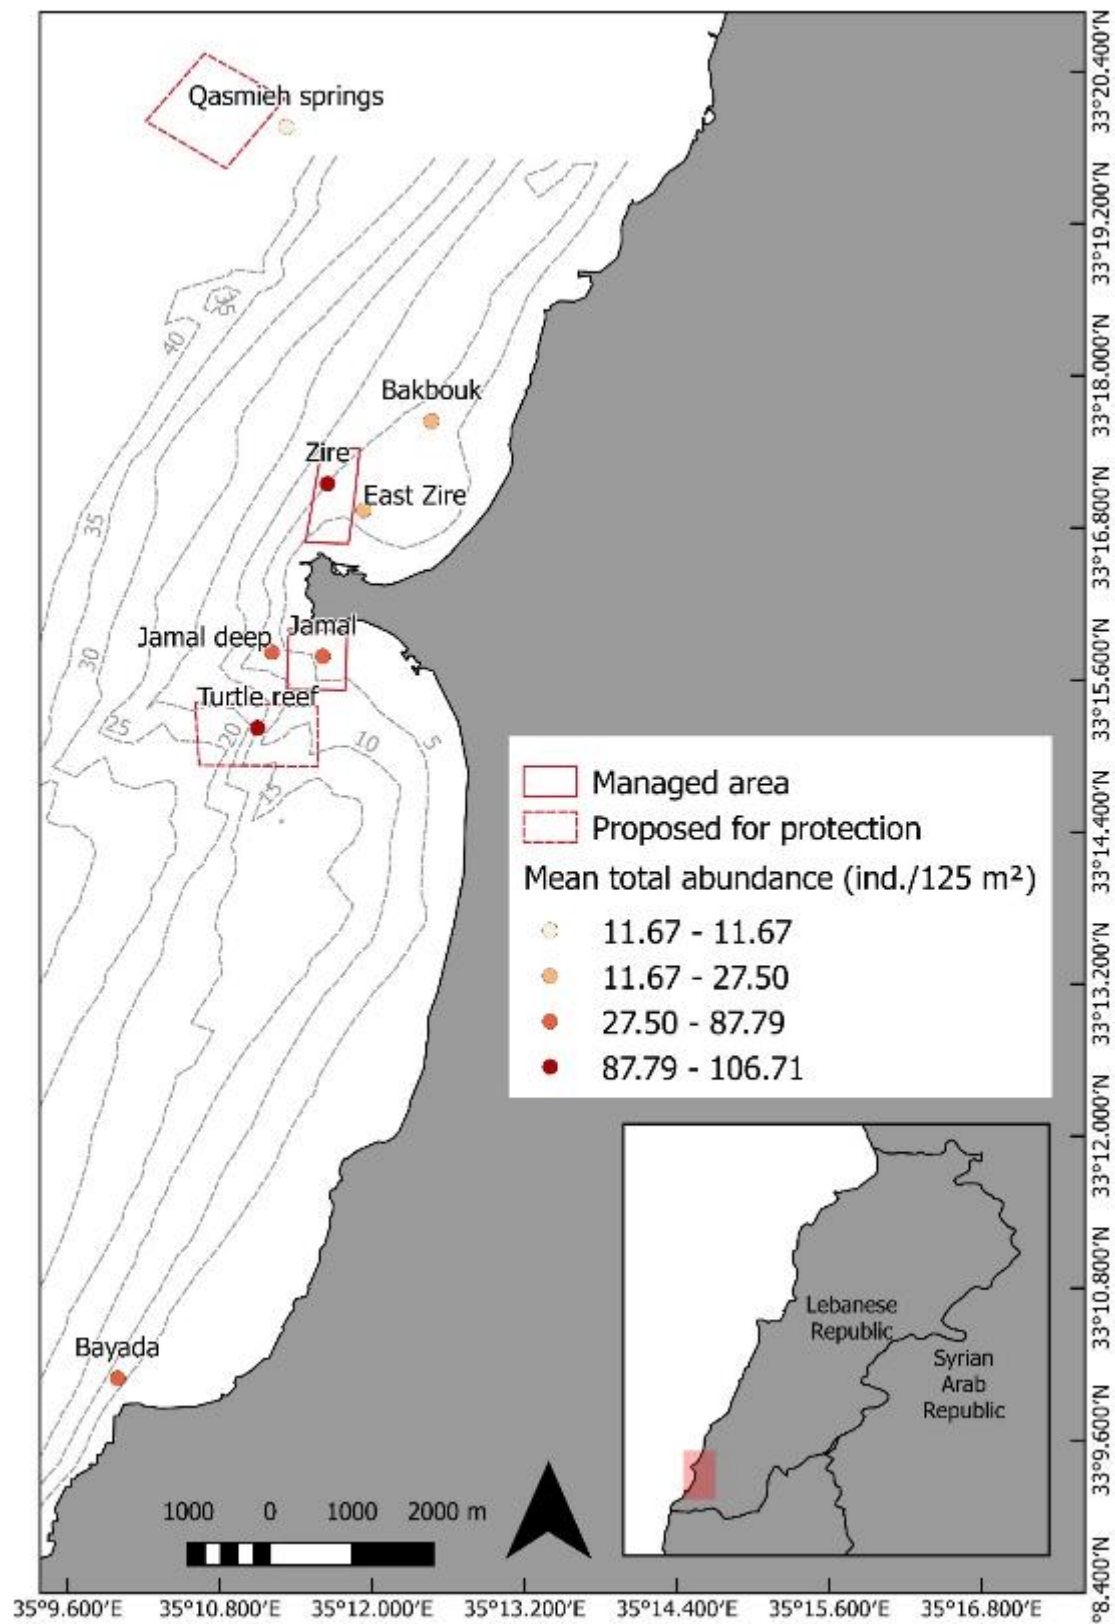 Qasmieh springs
35
40
Bakbouk
Zire
East Zire
35
Jamal
Jamal deep
30
Turtle reef
25
20
10
5
15
Managed area
Proposed for protection
Mean total abundance (ind./125 m²)
11.67 - 11.67
11.67 - 27.50
27.50 - 87.79
87.79 - 106.71
Lebanese
Republic
Syrian
Arab
Republic
Bayada
1000 0 1000 2000 m
33°20.400'N
33°19.200'N
33°18.000'N
33°16.800'N
33°15.600'N
33°14.400'N
33°13.200'N
33°12.000'N
33°10.800'N
33°9.600'N
8.400'N
35°9.600'E 35°10.800'E 35°12.000'E 35°13.200'E 35°14.400'E 35°15.600'E 35°16.800'E